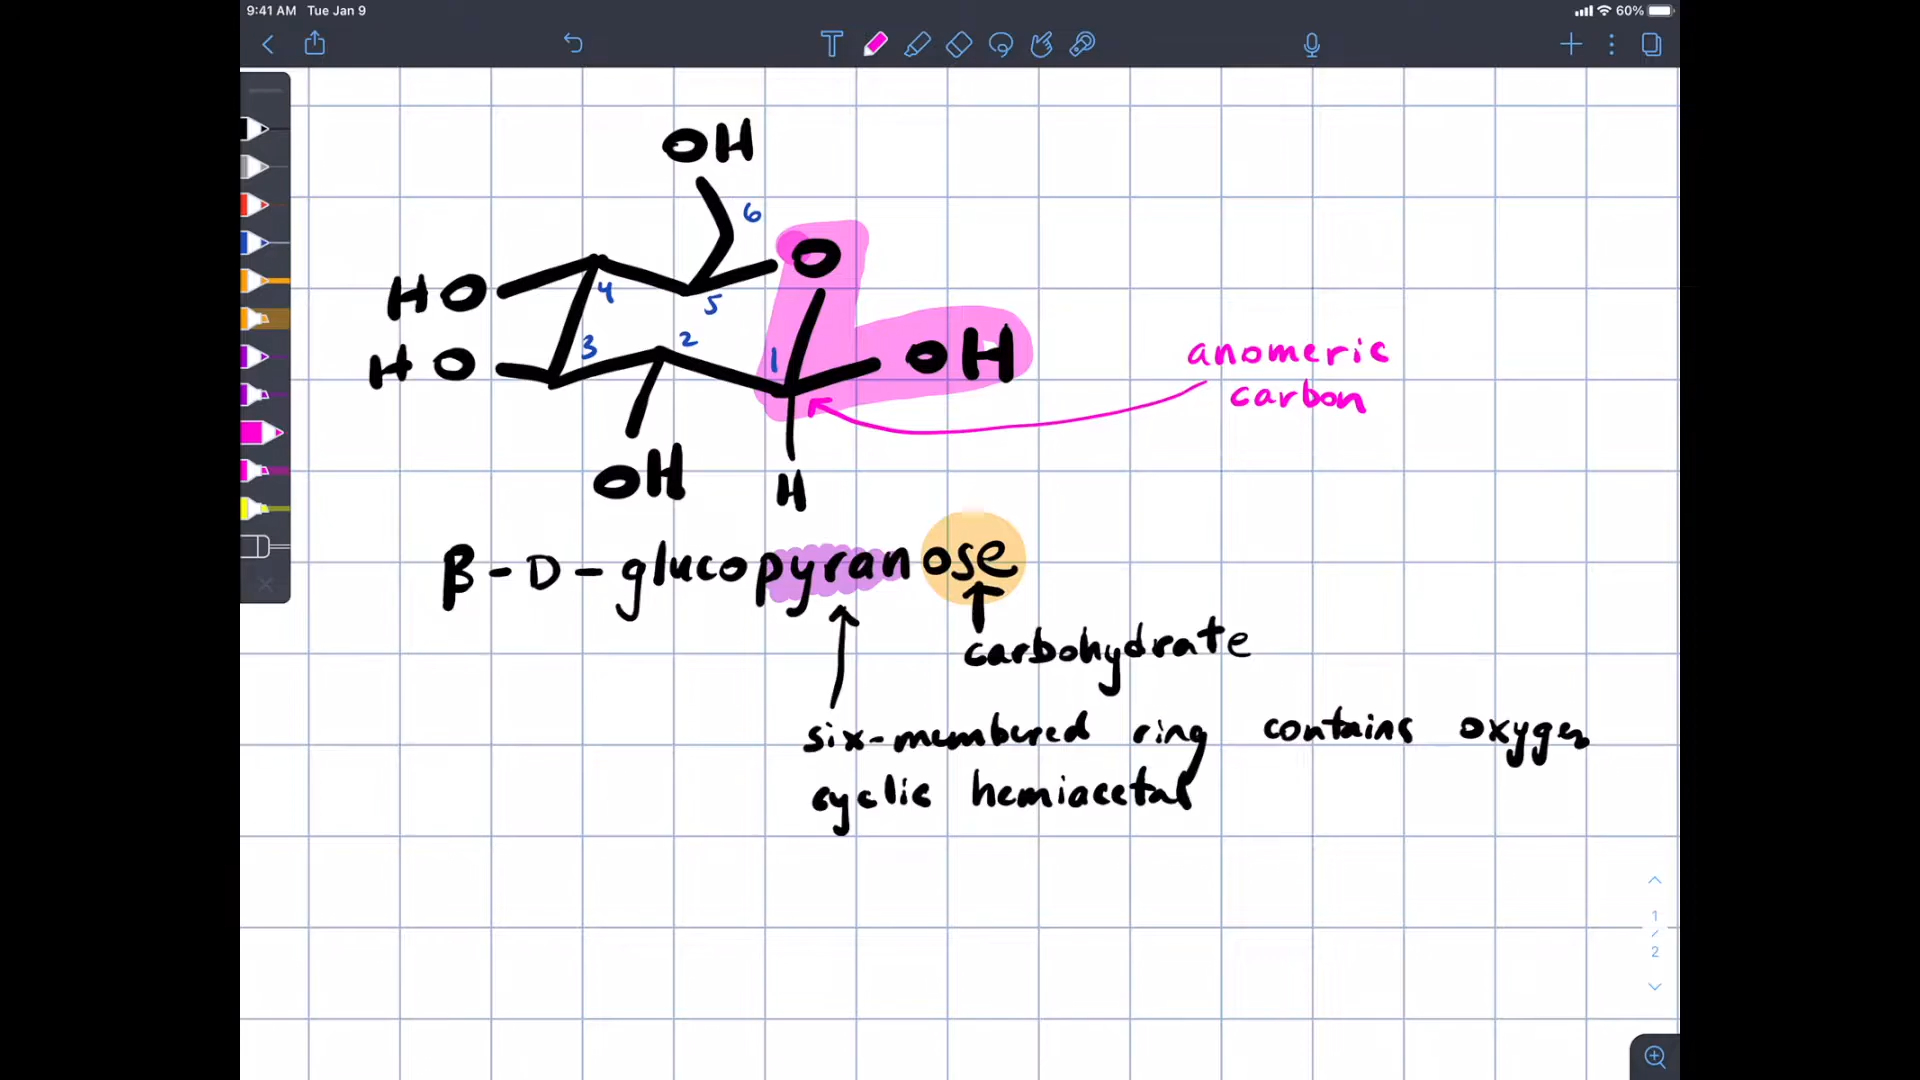 9:41 AM Tue Jan 9
60%
T
OH
6
O
HO
4
5
3
2
1
HO
OH
anomeric
carbon
OH
H
β-D-glucopyranose
carbohydrate
six-membered ring contains oxygen
cyclic hemiacetal
1
/
2